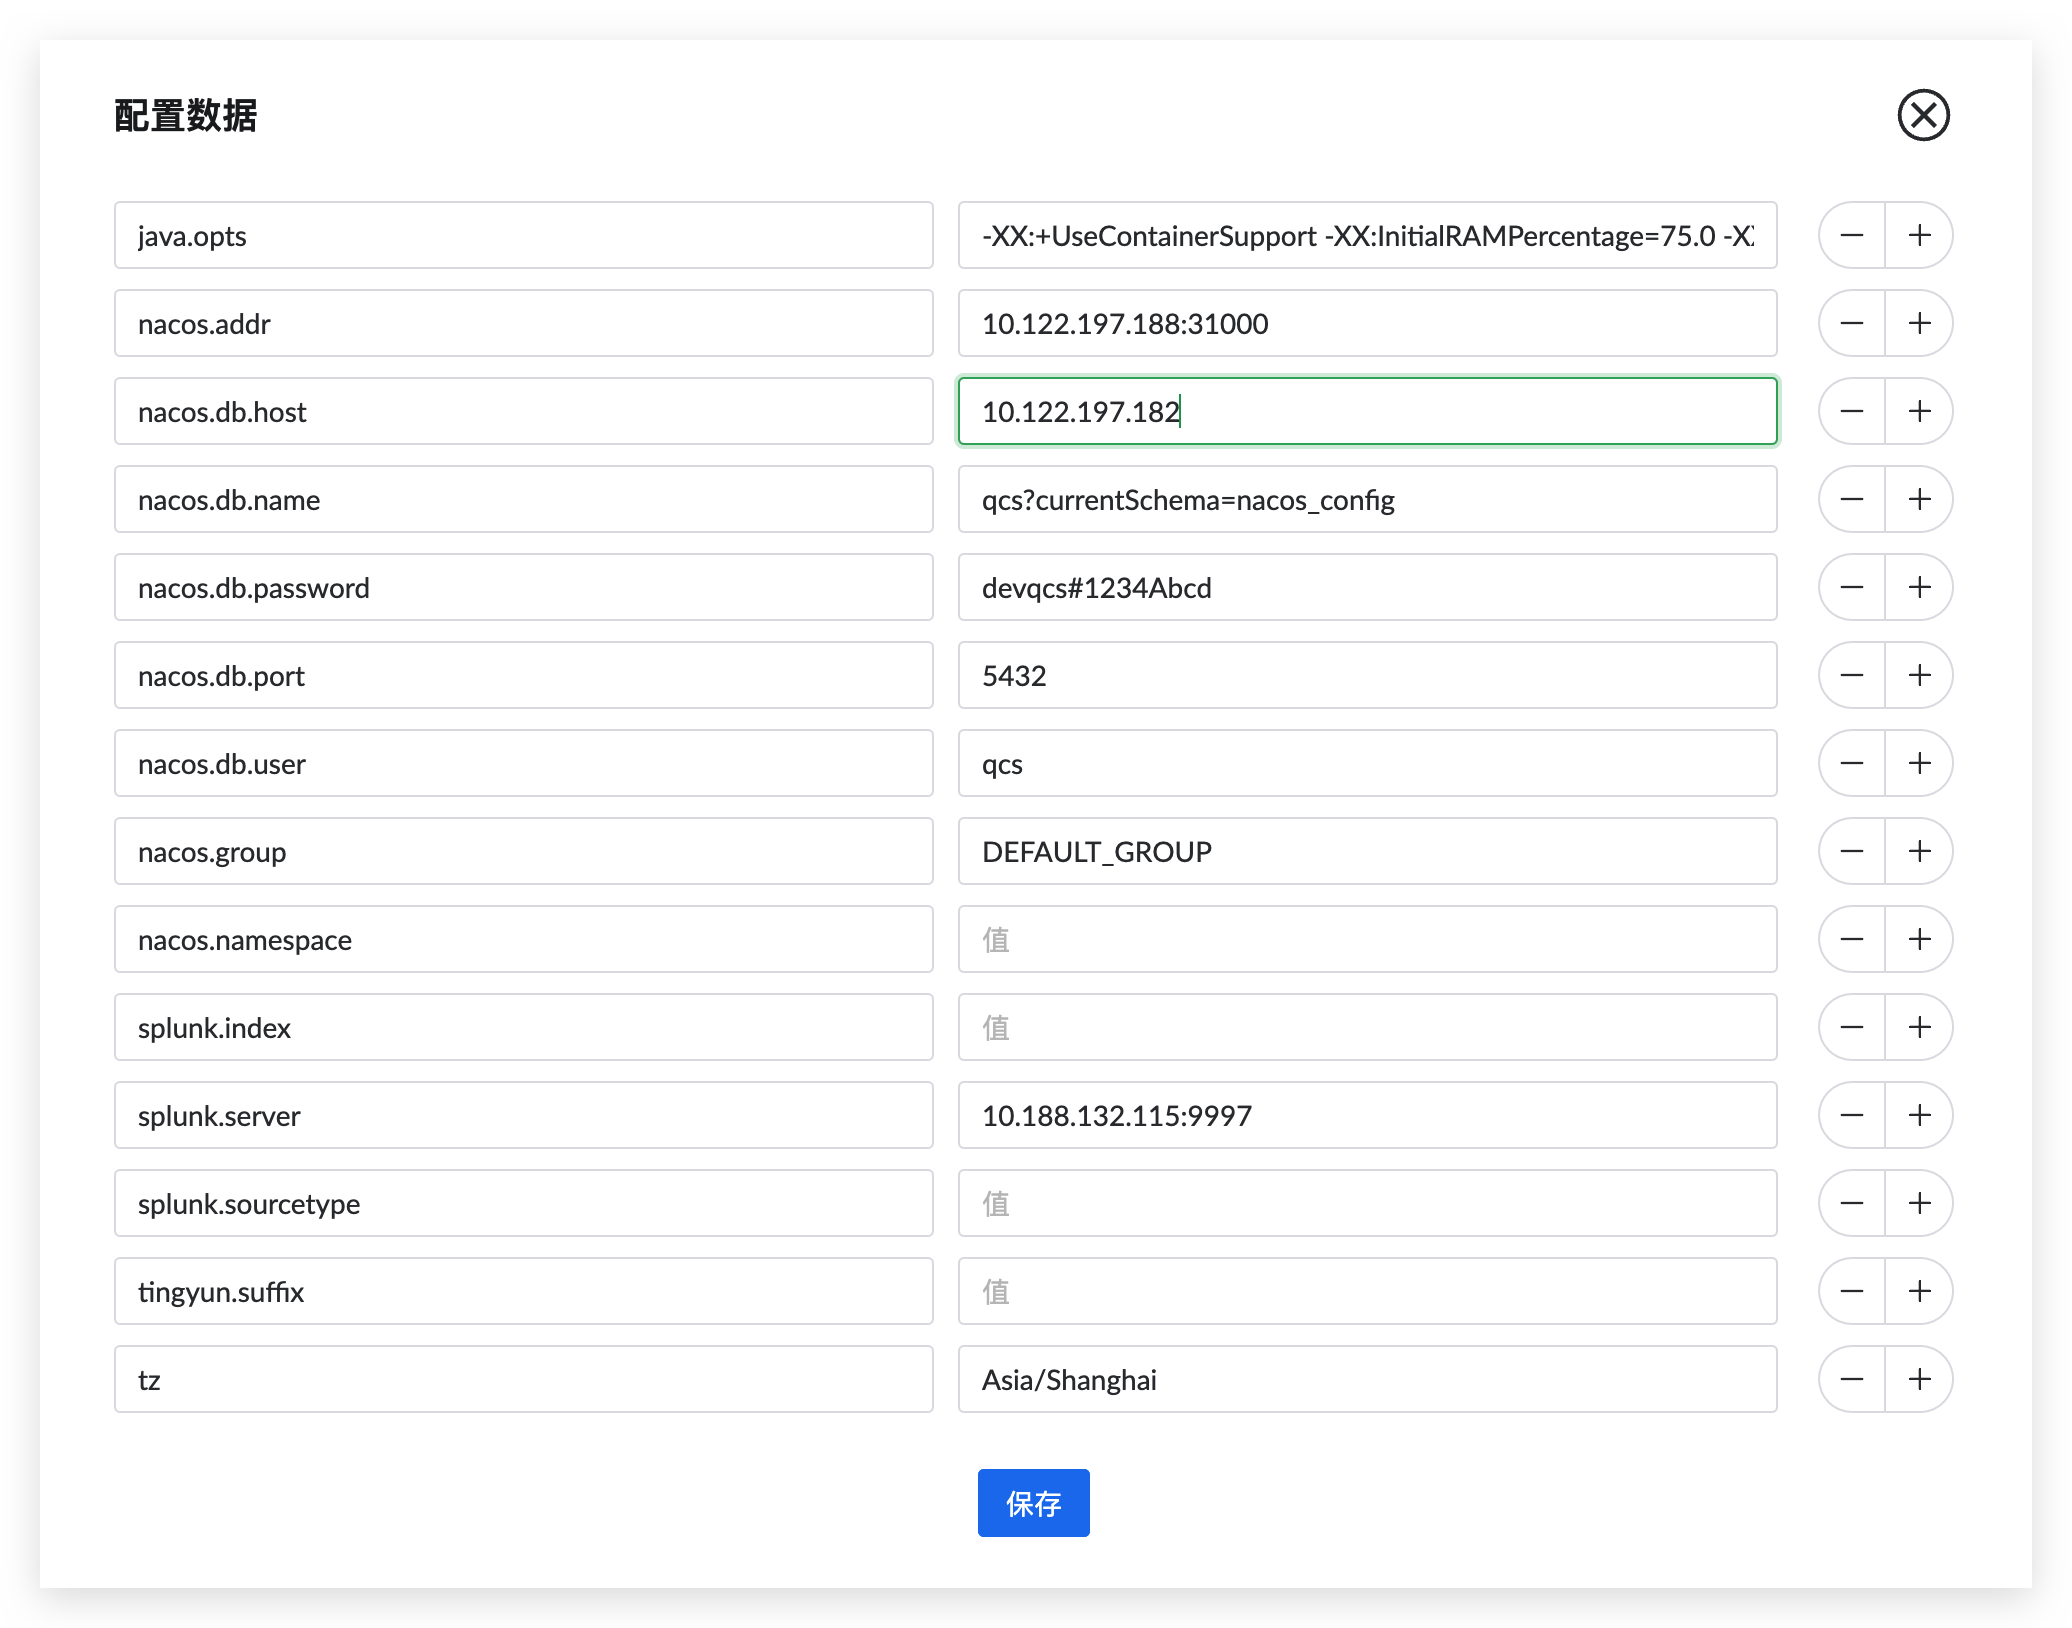 配置数据
java.opts
-XX:+UseContainerSupport -XX:InitialRAMPercentage=75.0 -X
nacos.addr
10.122.197.188:31000
nacos.db.host
10.122.197.182
nacos.db.name
qcs?currentSchema=nacos_config
nacos.db.password
devqcs#1234Abcd
nacos.db.port
5432
nacos.db.user
qcs
nacos.group
DEFAULT_GROUP
nacos.namespace
值
splunk.index
值
splunk.server
10.188.132.115:9997
splunk.sourcetype
值
tingyun.suffix
值
tz
Asia/Shanghai
保存